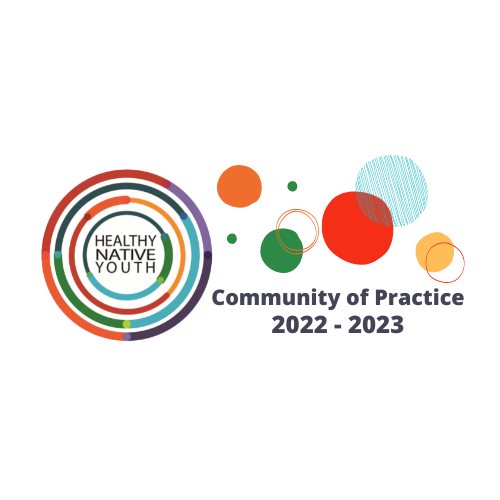 HEALTHY
NATIVE
YOUTH
Community of Practice
2022 - 2023